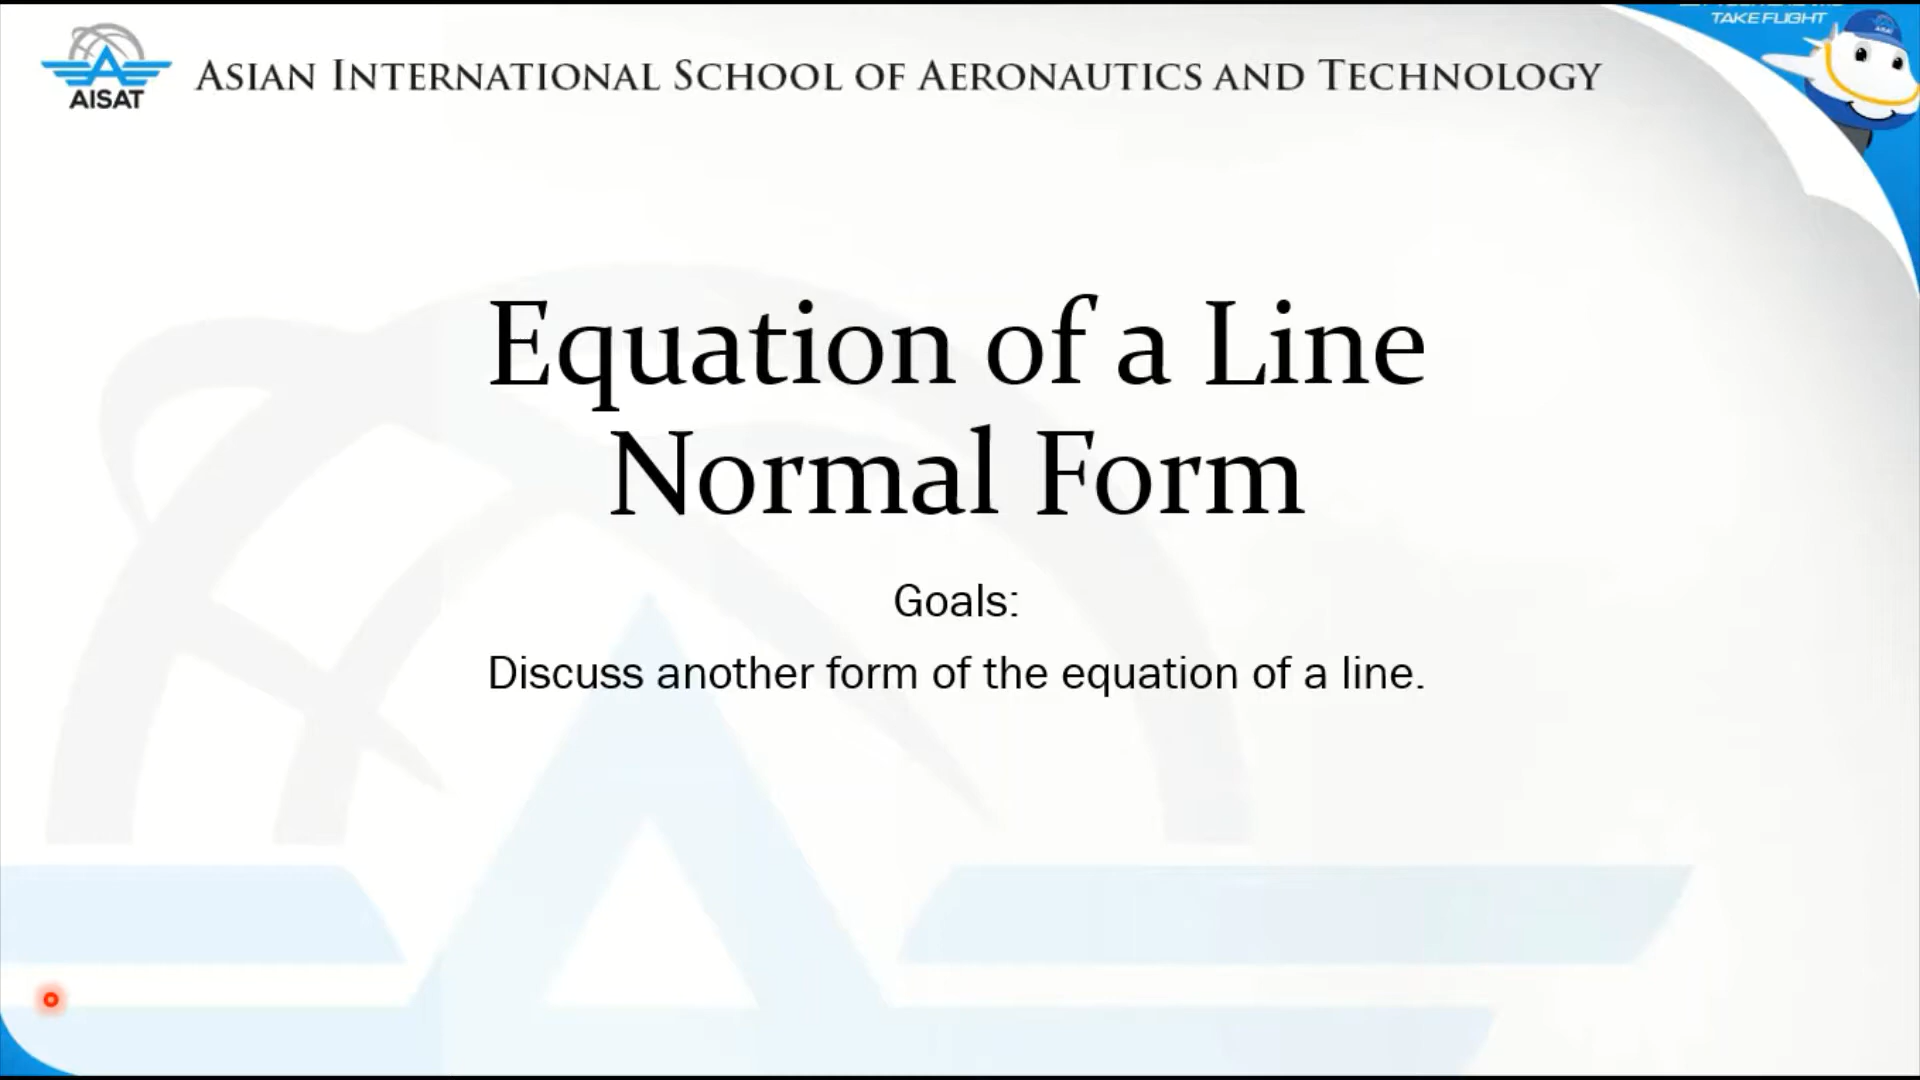 TAKE FLIGHT
AISAT
ASIAN INTERNATIONAL SCHOOL OF AERONAUTICS AND TECHNOLOGY
Equation of a Line
Normal Form
Goals:
Discuss another form of the equation of a line.